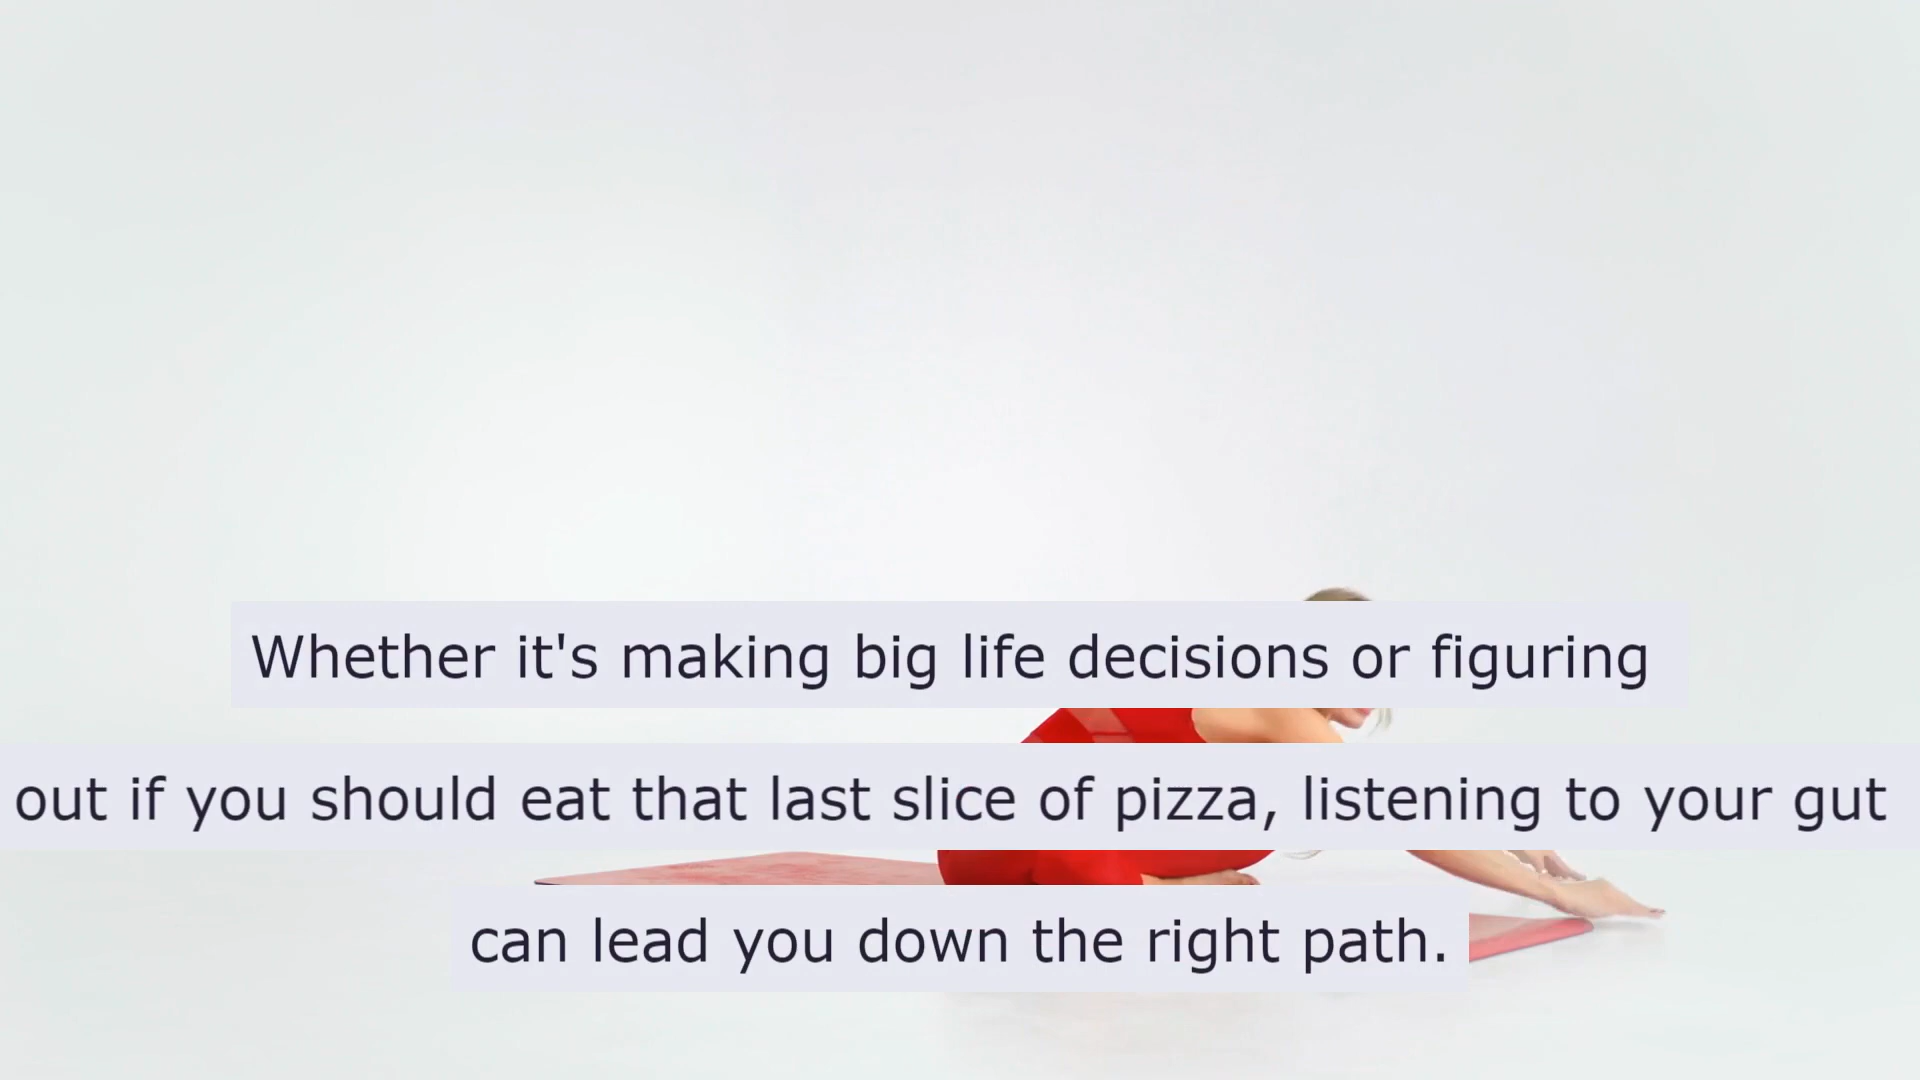 Whether it's making big life decisions or figuring
out if you should eat that last slice of pizza, listening to your gut
can lead you down the right path.